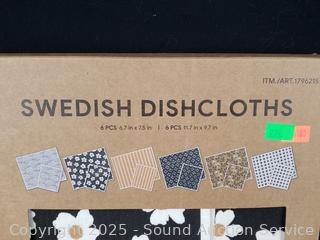 ITM./ART.1796215
SWEDISH DISHCLOTHS
6 PCS 6.7 in x 7.5 in | 6 PCS 11.7 in x 9.7 in
Copyright 2025 - Sound Auction Service